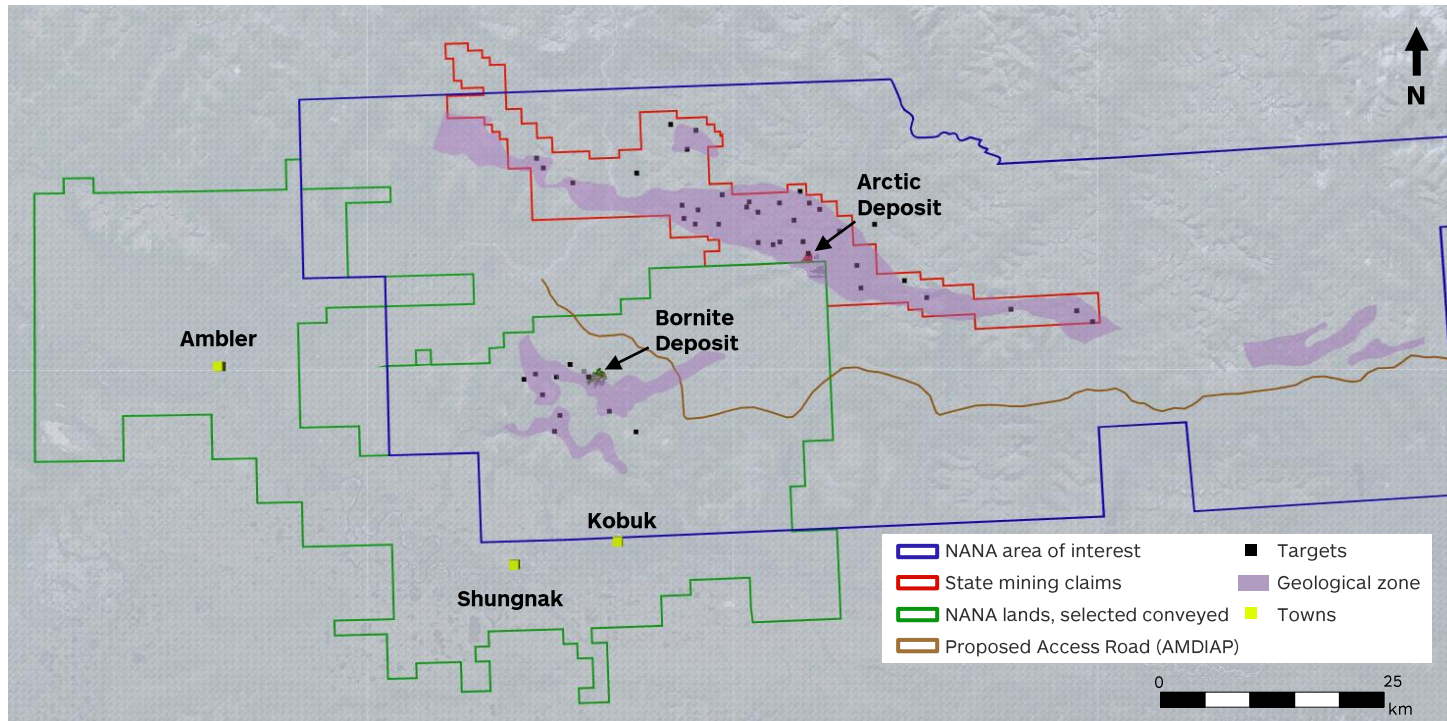 N
Arctic
Deposit
Bornite
Deposit
Ambler
Kobuk
Shungnak
NANA area of interest
State mining claims
NANA lands, selected conveyed
Proposed Access Road (AMDIAP)
Targets
Geological zone
Towns
0 25
km